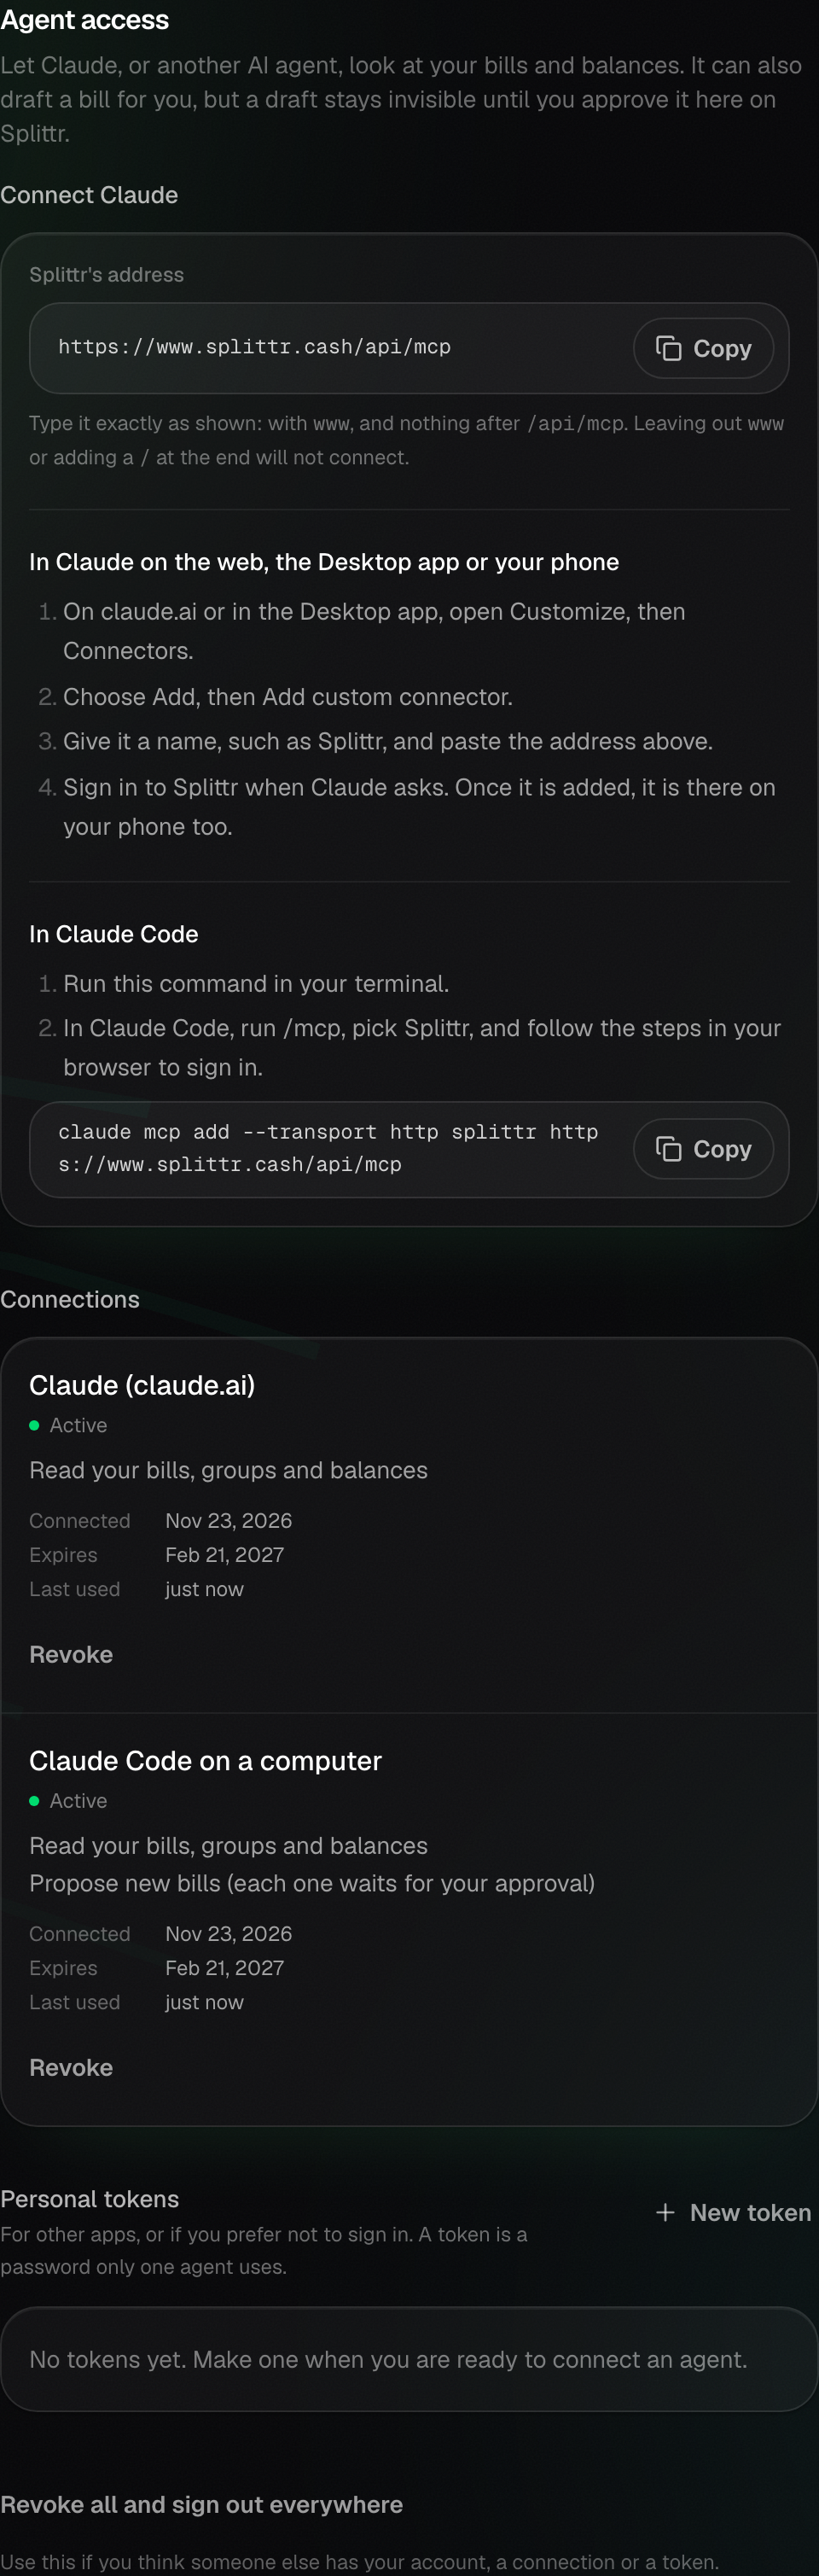 Agent access
Let Claude, or another AI agent, look at your bills and balances. It can also
draft a bill for you, but a draft stays invisible until you approve it here on
Splittr.
Connect Claude
Splittr's address
https://www.splittr.cash/api/mcp
Copy
Type it exactly as shown: with www, and nothing after /api/mcp. Leaving out www
or adding a / at the end will not connect.
In Claude on the web, the Desktop app or your phone
1. On claude.ai or in the Desktop app, open Customize, then
Connectors.
2. Choose Add, then Add custom connector.
3. Give it a name, such as Splittr, and paste the address above.
4. Sign in to Splittr when Claude asks. Once it is added, it is there on
your phone too.
In Claude Code
1. Run this command in your terminal.
2. In Claude Code, run /mcp, pick Splittr, and follow the steps in your
browser to sign in.
claude mcp add --transport http splittr http
s://www.splittr.cash/api/mcp
Copy
Connections
Claude (claude.ai)
Active
Read your bills, groups and balances
Connected Nov 23, 2026
Expires Feb 21, 2027
Last used just now
Revoke
Claude Code on a computer
Active
Read your bills, groups and balances
Propose new bills (each one waits for your approval)
Connected Nov 23, 2026
Expires Feb 21, 2027
Last used just now
Revoke
Personal tokens
New token
For other apps, or if you prefer not to sign in. A token is a
password only one agent uses.
No tokens yet. Make one when you are ready to connect an agent.
Revoke all and sign out everywhere
Use this if you think someone else has your account, a connection or a token.